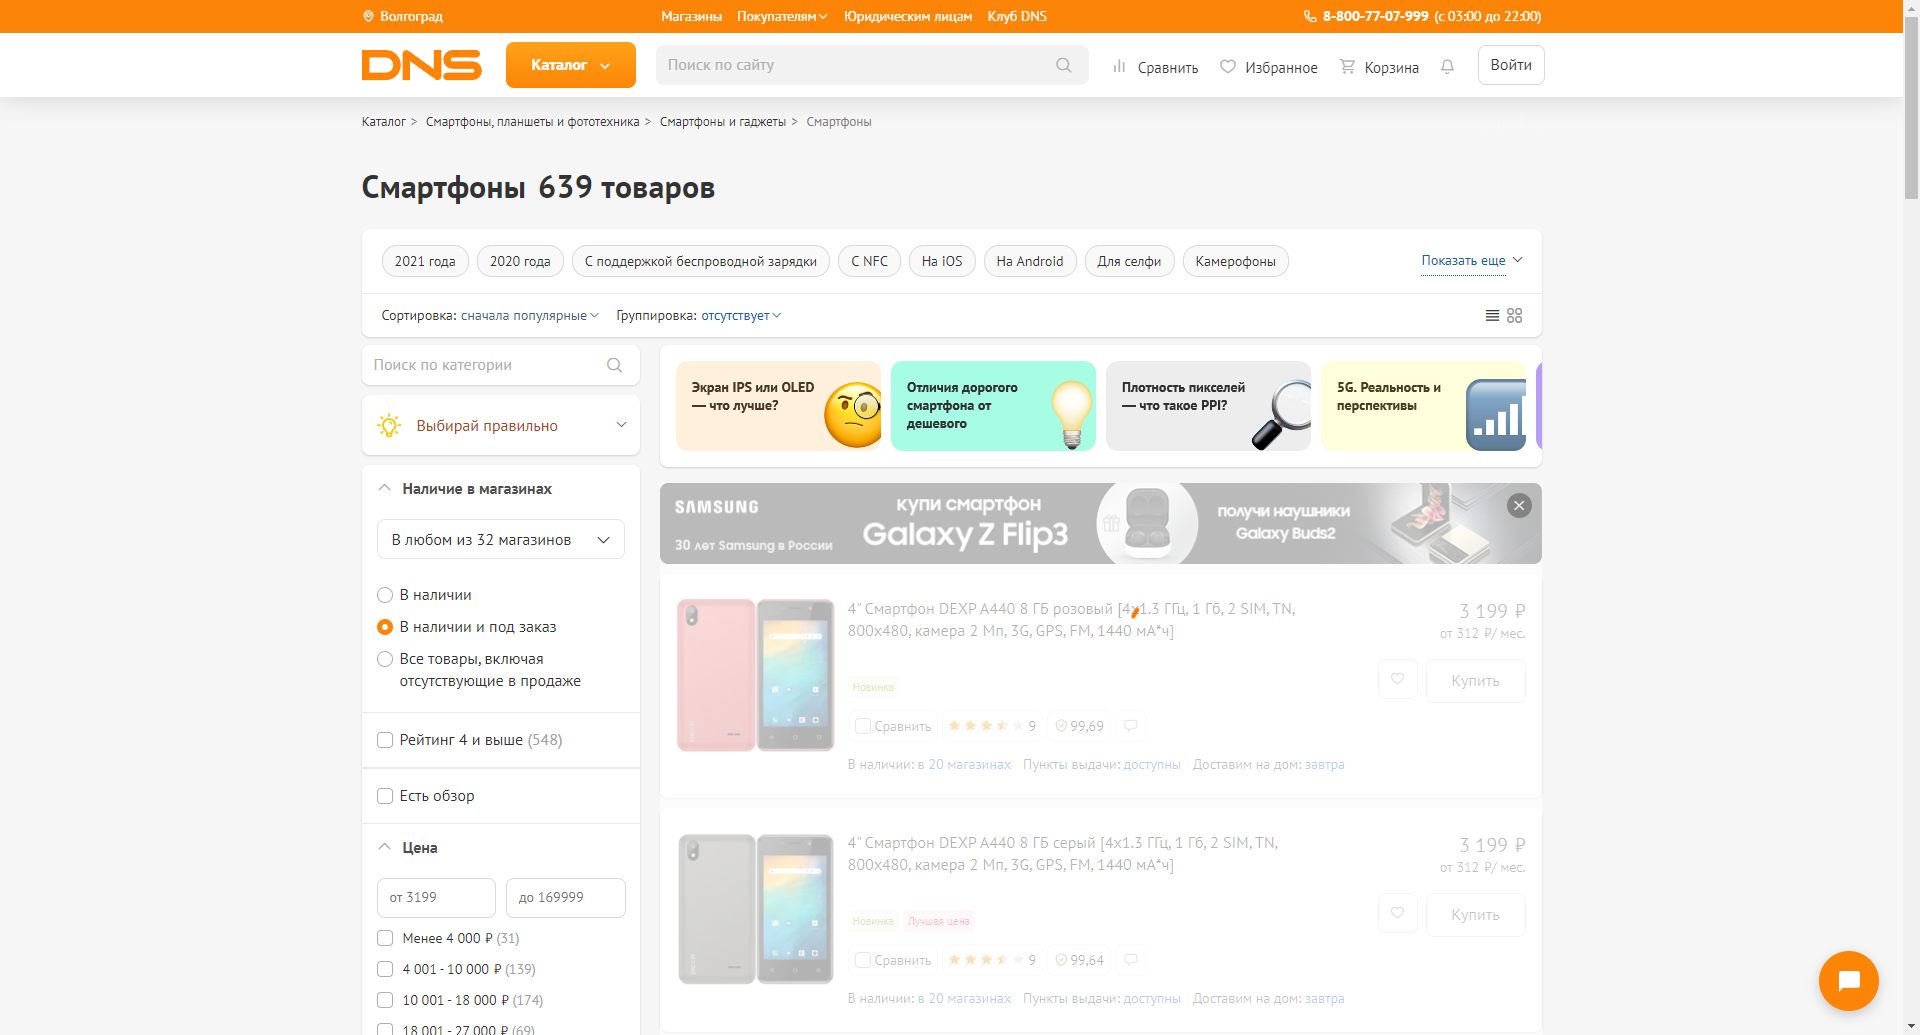 Волгоград
Магазины Покупателям Юридическим лицам Клуб DNS
8-800-77-07-999 (с 03:00 до 22:00)
DNS
Каталог
Поиск по сайту
Сравнить
Избранное
Корзина
Войти
Каталог > Смартфоны, планшеты и фототехника > Смартфоны и гаджеты > Смартфоны
Смартфоны 639 товаров
2021 года
2020 года
С поддержкой беспроводной зарядки
С NFC
На iOS
На Android
Для селфи
Камерофоны
Показать еще
Сортировка: сначала популярные
Группировка: отсутствует
Поиск по категории
Выбирай правильно
Наличие в магазинах
В любом из 32 магазинов
В наличии
В наличии и под заказ
Все товары, включая
отсутствующие в продаже
Рейтинг 4 и выше (548)
Есть обзор
Цена
от 3199
до 169999
Менее 4 000 ₽ (31)
4 001 - 10 000 ₽ (139)
10 001 - 18 000 ₽ (174)
18 001 - 27 000 ₽ (69)
Экран IPS или OLED
— что лучше?
Отличия дорогого
смартфона от
дешевого
Плотность пикселей
— что такое PPI?
5G. Реальность и
перспективы
SAMSUNG
30 лет Samsung в России
купи смартфон
Galaxy Z Flip3
получи наушники
Galaxy Buds2
4" Смартфон DEXP A440 8 ГБ розовый [4x1.3 ГГц, 1 Гб, 2 SIM, TN,
800x480, камера 2 Мп, 3G, GPS, FM, 1440 мА*ч]
3 199 ₽
от 312 ₽/ мес.
Купить
Новинка
Сравнить
9
99,69
В наличии: в 20 магазинах Пункты выдачи: доступны Доставим на дом: завтра
4" Смартфон DEXP A440 8 ГБ серый [4x1.3 ГГц, 1 Гб, 2 SIM, TN,
800x480, камера 2 Мп, 3G, GPS, FM, 1440 мА*ч]
3 199 ₽
от 312 ₽/ мес.
Купить
Новинка
Лучшая цена
Сравнить
9
99,64
В наличии: в 20 магазинах Пункты выдачи: доступны Доставим на дом: завтра